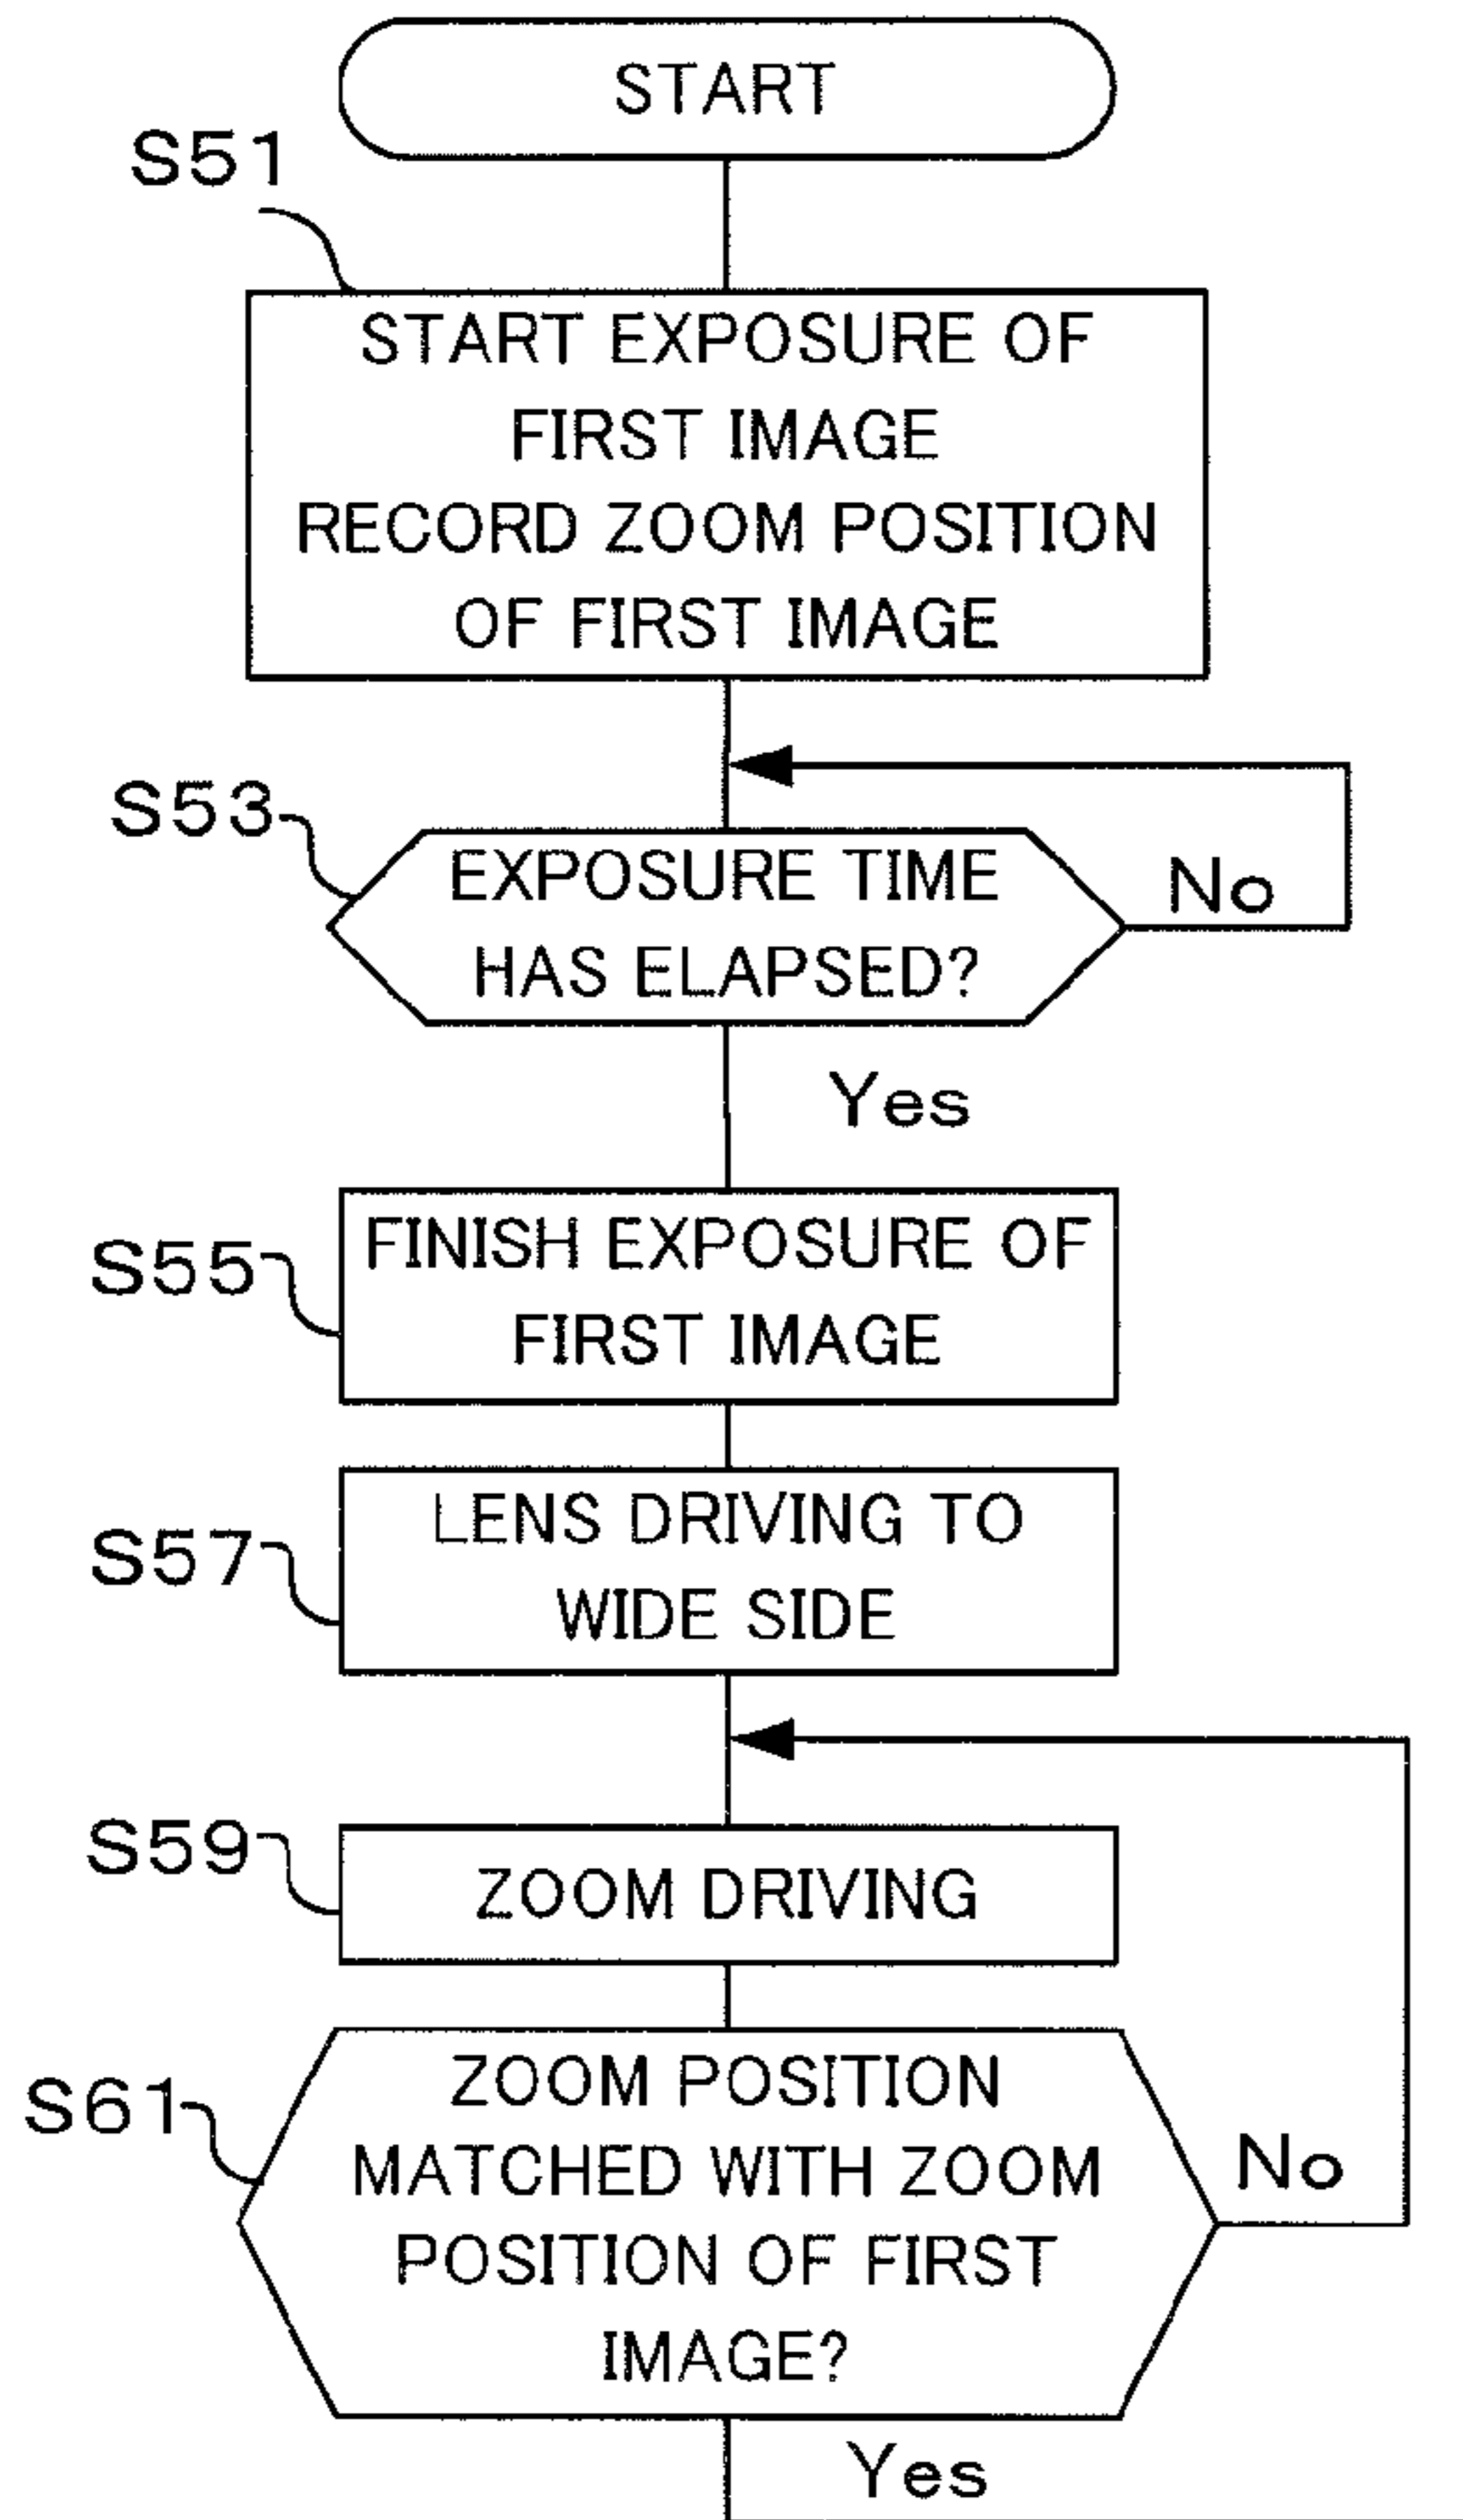 START
S51
START EXPOSURE OF
FIRST IMAGE
RECORD ZOOM POSITION
OF FIRST IMAGE
S53
EXPOSURE TIME
HAS ELAPSED?
No
Yes
S55
FINISH EXPOSURE OF
FIRST IMAGE
S57
LENS DRIVING TO
WIDE SIDE
S59
ZOOM DRIVING
S61
ZOOM POSITION
MATCHED WITH ZOOM
POSITION OF FIRST
IMAGE?
No
Yes